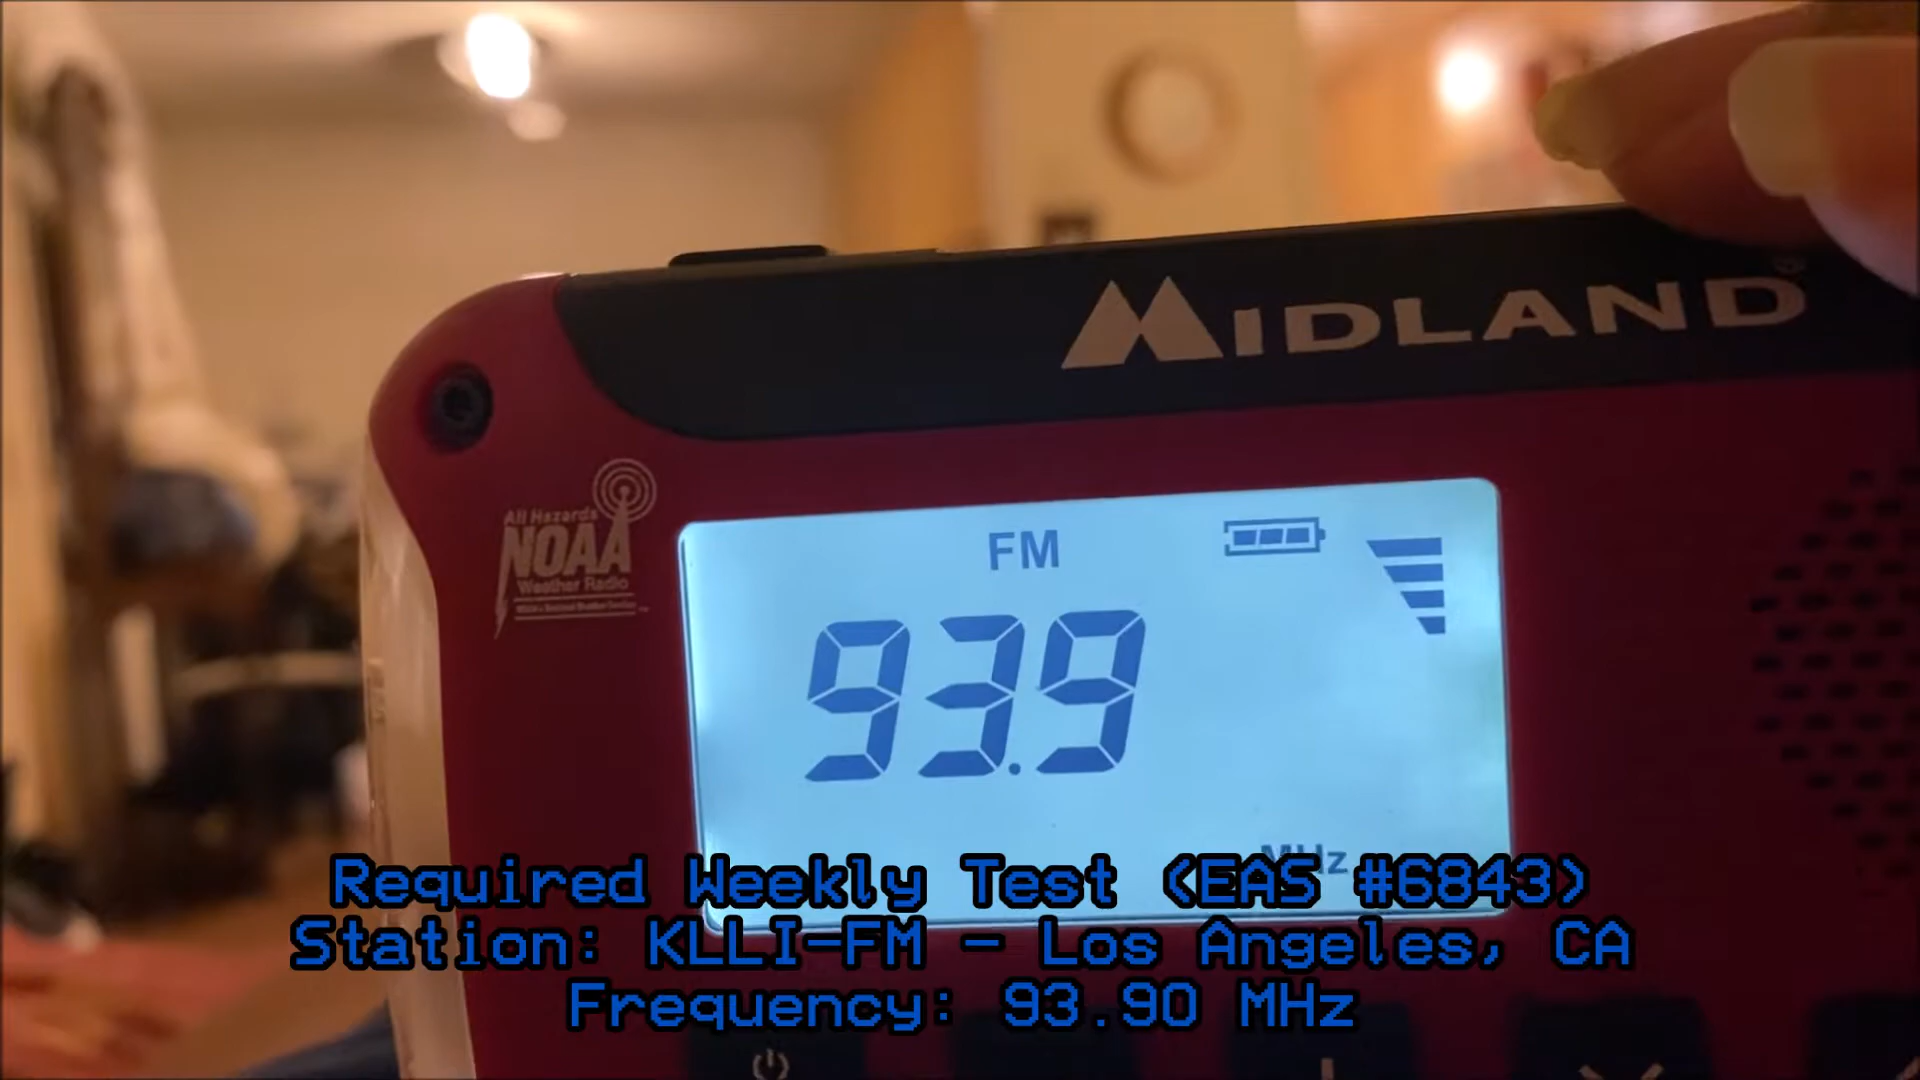 MIDLAND
All Hazards
NOAA
Weather Radio
FM
93.9
MHz
Required Weekly Test (EAS #6843)
Station: KLLI-FM - Los Angeles, CA
Frequency: 93.90 MHz